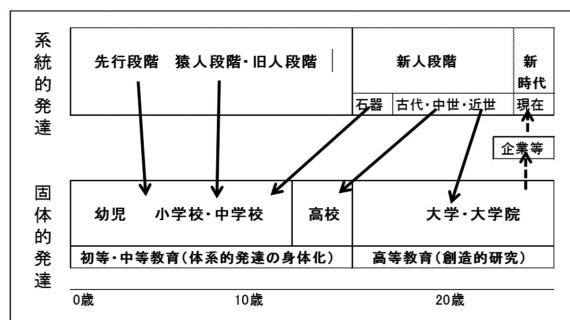 系統的発達
先行段階 猿人段階・旧人段階
新人段階
新時代
石器 古代・中世・近世 現在
企業等
固体的発達
幼児 小学校・中学校 高校 大学・大学院
初等・中等教育(体系的発達の身体化) 高等教育(創造的研究)
0歳 10歳 20歳